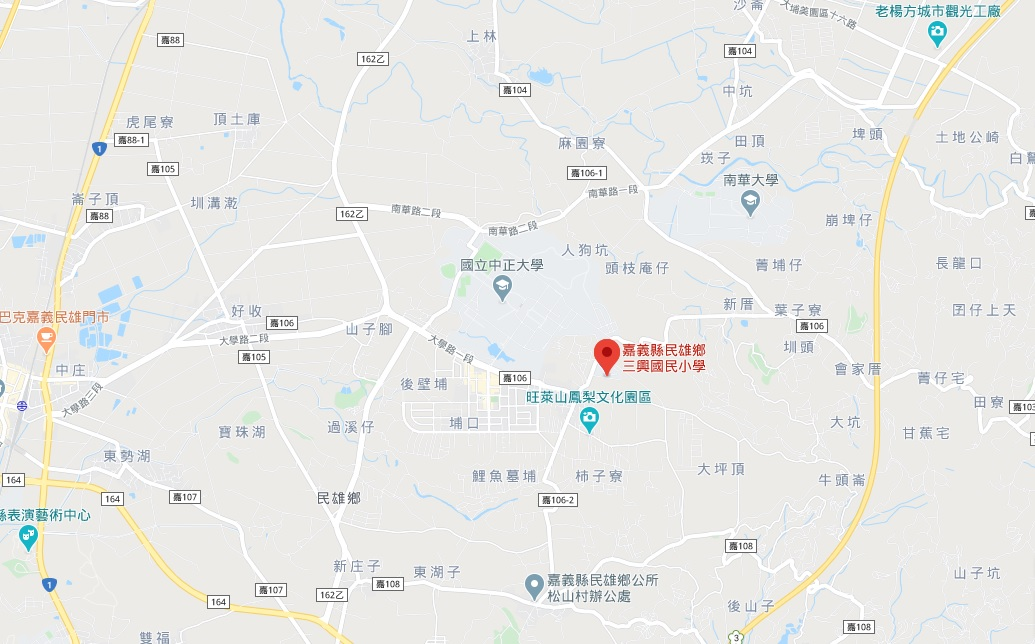 沙崙
大埔美園區十六路
老楊方城市觀光工廠
上林
嘉88
162乙
嘉104
中坑
嘉104
虎尾寮
頂土庫
嘉88-1
1
麻園寮
田頂
埤頭
土地公崎
崁子
嘉105
嘉106-1
南華路一段
南華大學
崙子頂
嘉88
圳溝漧
162乙
南華路二段
南華路二段
崩埤仔
人狗坑
國立中正大學
頭枝庵仔
菁埔仔
長龍口
巴克嘉義民雄門市
好收
嘉106
山子腳
新厝
葉子寮
嘉106
囝仔上天
大學路二段
嘉105
大學路一段
嘉義縣民雄鄉
三興國民小學
圳頭
中庄
後壁埔
嘉106
會家厝
菁仔宅
大學路三段
旺萊山鳳梨文化園區
田寮
嘉103
寶珠湖
過溪仔
埔口
大坑
甘蕉宅
東勢湖
164
鯉魚墓埔
柿子寮
大坪頂
牛頭崙
164
嘉107
民雄鄉
嘉106-2
縣表演藝術中心
嘉108
新庄子
東湖子
嘉義縣民雄鄉公所
松山村辦公處
山子坑
1
嘉107
嘉108
162乙
164
後山子
雙福
3
嘉108